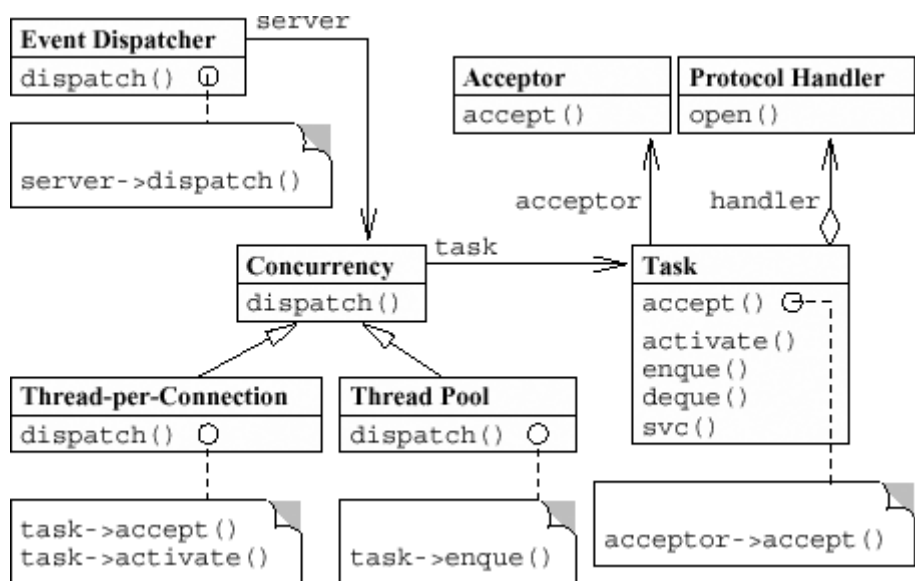 Event Dispatcher
dispatch()
server->dispatch()
server
Acceptor
accept()
Protocol Handler
open()
acceptor
handler
Concurrency
dispatch()
task
Task
accept()
activate()
enque()
deque()
svc()
Thread-per-Connection
dispatch()
Thread Pool
dispatch()
task->accept()
task->activate()
task->enque()
acceptor->accept()